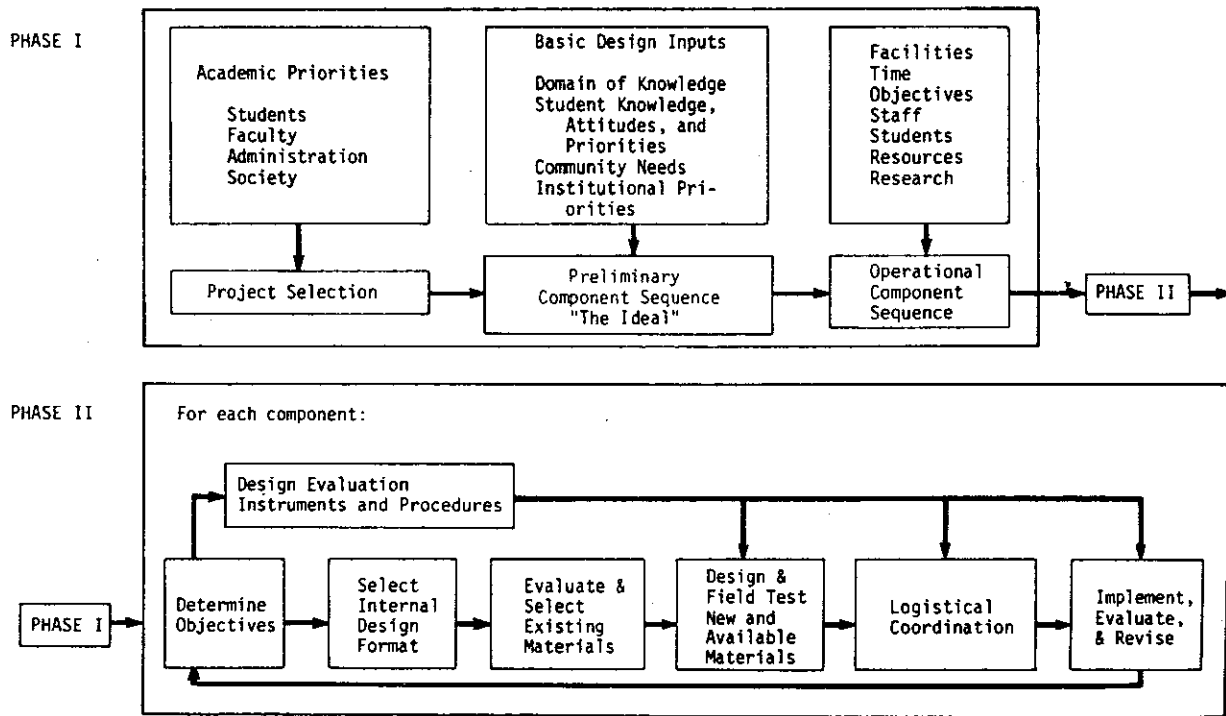 PHASE I
Academic Priorities
Students
Faculty
Administration
Society
Basic Design Inputs
Domain of Knowledge
Student Knowledge,
Attitudes, and
Priorities
Community Needs
Institutional Pri-
orities
Facilities
Time
Objectives
Staff
Students
Resources
Research
Project Selection
Preliminary
Component Sequence
"The Ideal"
Operational
Component
Sequence
PHASE II
PHASE II
For each component:
Design Evaluation
Instruments and Procedures
PHASE I
Determine
Objectives
Select
Internal
Design
Format
Evaluate &
Select
Existing
Materials
Design &
Field Test
New and
Available
Materials
Logistical
Coordination
Implement,
Evaluate,
& Revise